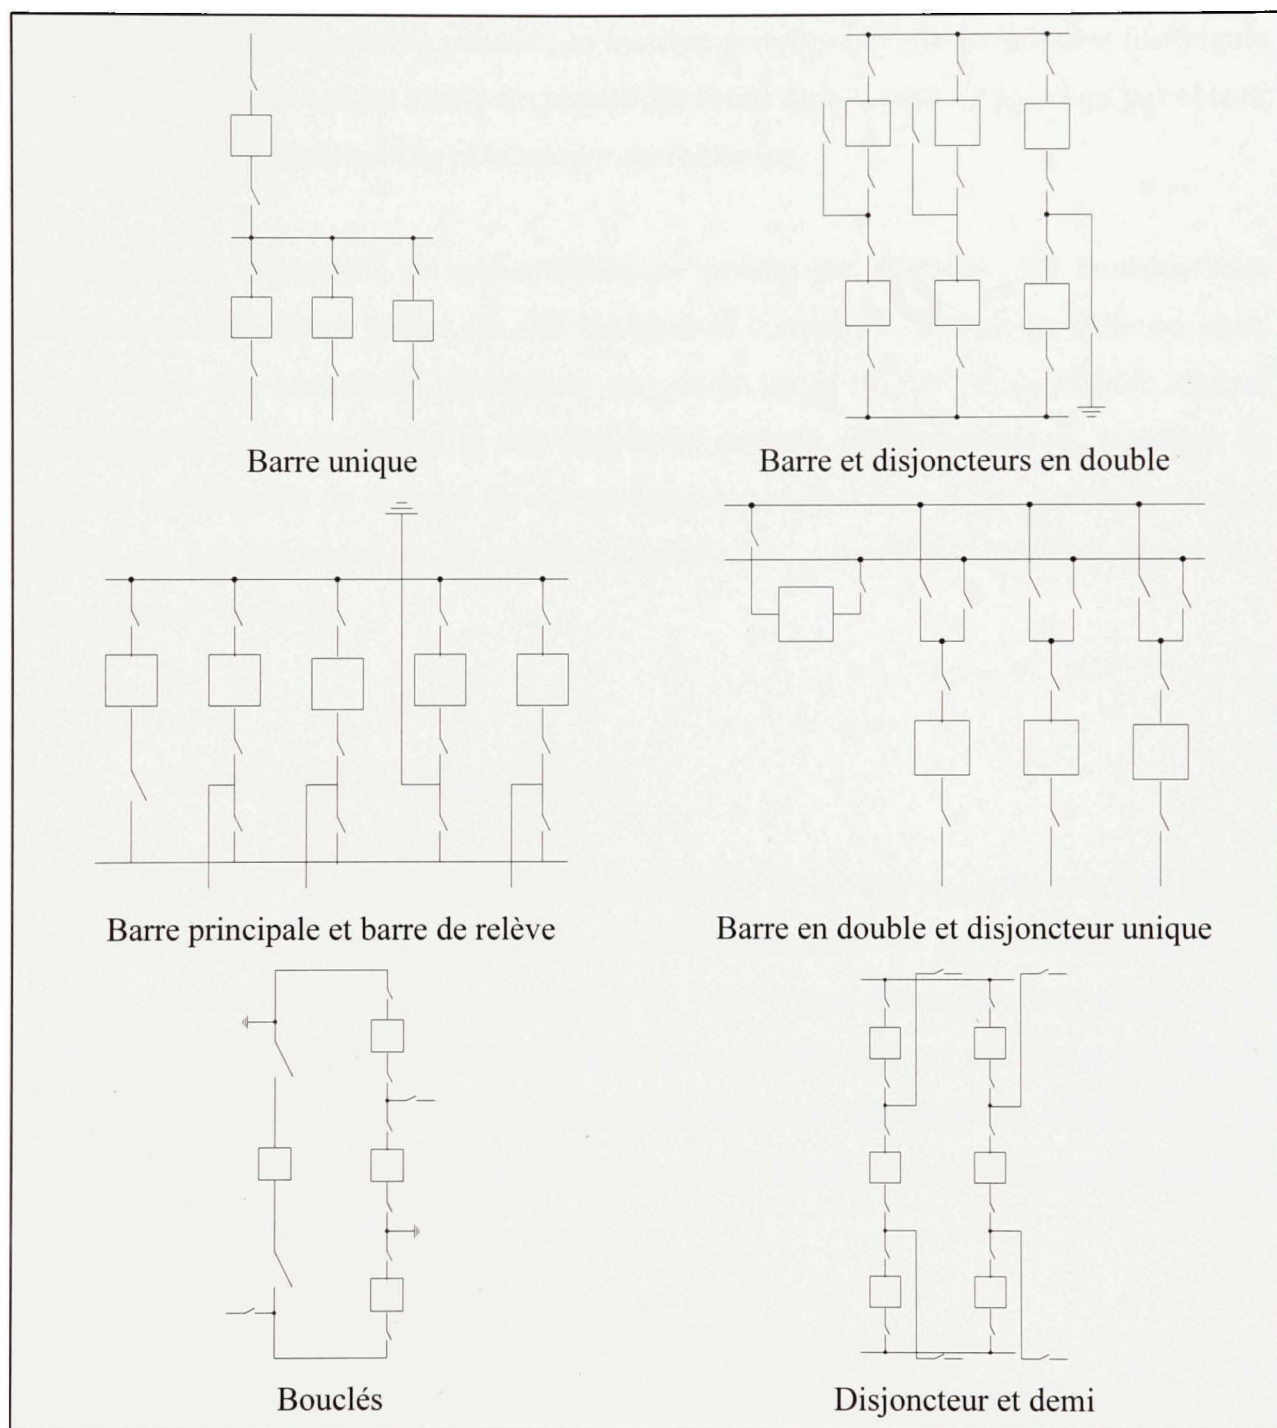 Barre unique
Barre et disjoncteurs en double
Barre principale et barre de relève
Barre en double et disjoncteur unique
Bouclés
Disjoncteur et demi